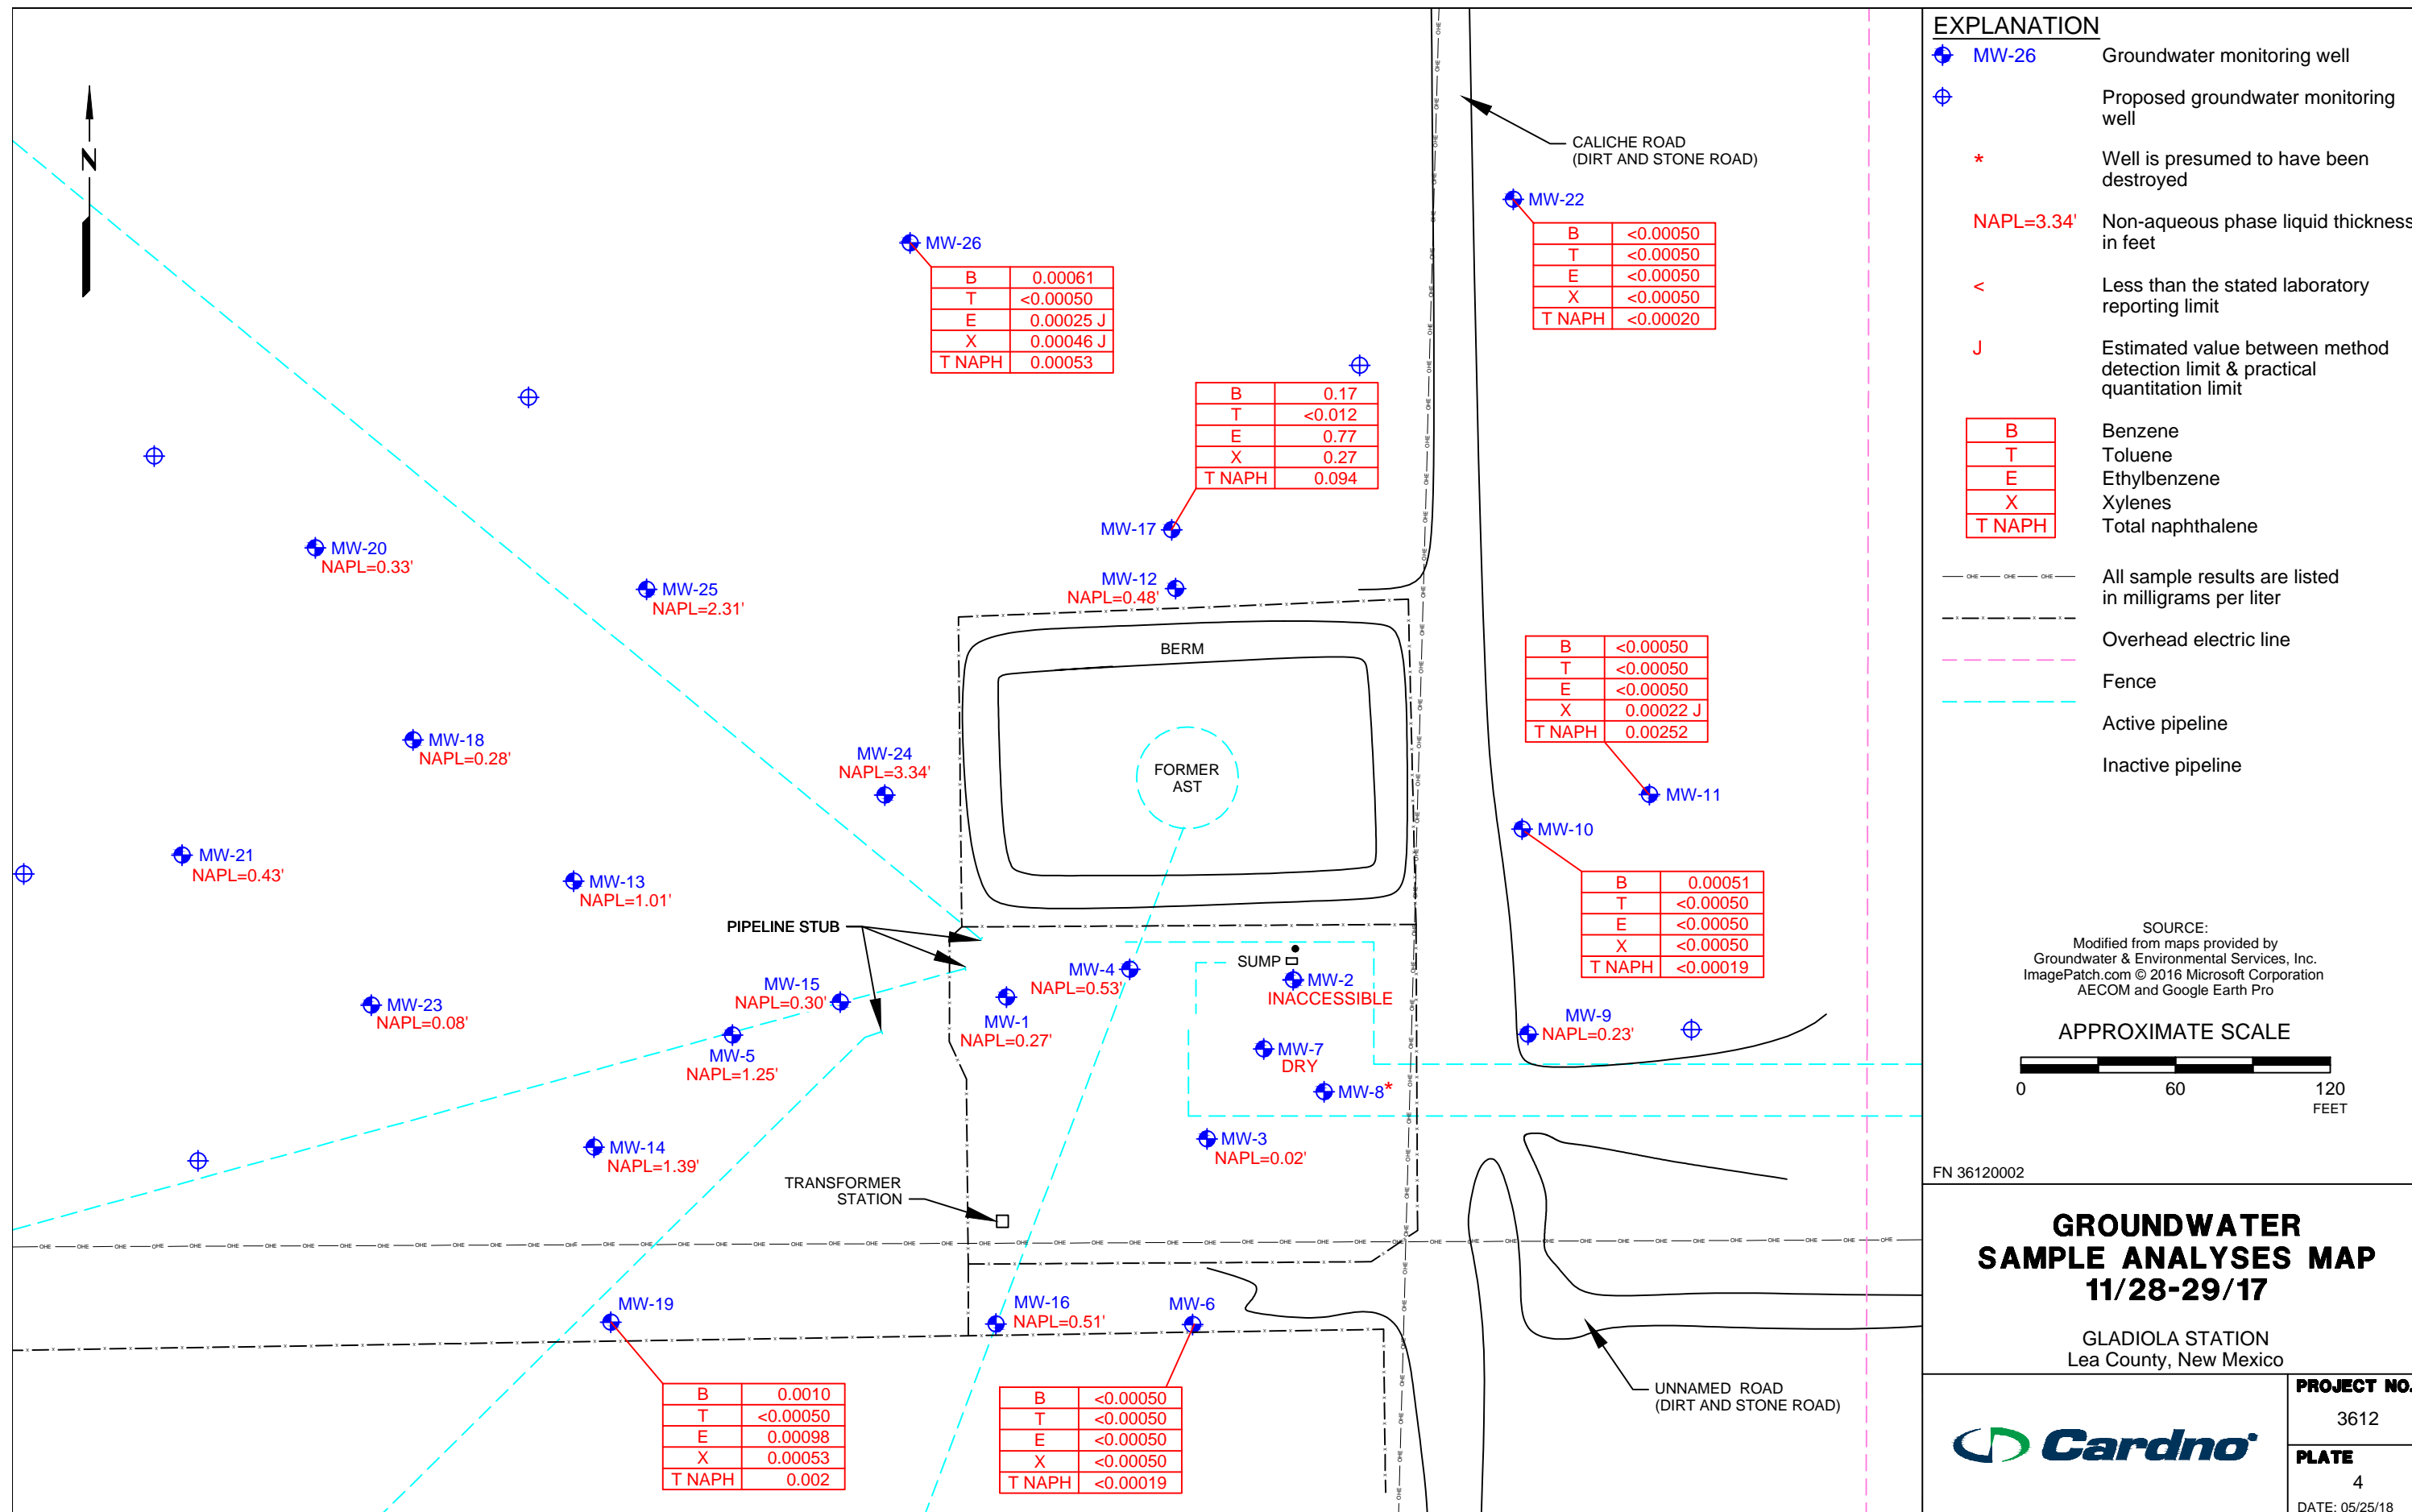 N
CALICHE ROAD
(DIRT AND STONE ROAD)
MW-22
B <0.00050
T <0.00050
E <0.00050
X <0.00050
T NAPH <0.00020
MW-26
B 0.00061
T <0.00050
E 0.00025 J
X 0.00046 J
T NAPH 0.00053
B 0.17
T <0.012
E 0.77
X 0.27
T NAPH 0.094
MW-17
MW-20
NAPL=0.33'
MW-25
NAPL=2.31'
MW-12
NAPL=0.48'
BERM
FORMER
AST
B <0.00050
T <0.00050
E <0.00050
X 0.00022 J
T NAPH 0.00252
MW-11
MW-18
NAPL=0.28'
MW-24
NAPL=3.34'
MW-10
B 0.00051
T <0.00050
E <0.00050
X <0.00050
T NAPH <0.00019
MW-21
NAPL=0.43'
MW-13
NAPL=1.01'
PIPELINE STUB
MW-15
NAPL=0.30'
MW-4
NAPL=0.53'
SUMP
MW-2
INACCESSIBLE
MW-23
NAPL=0.08'
MW-5
NAPL=1.25'
MW-1
NAPL=0.27'
MW-7
DRY
MW-8*
MW-9
NAPL=0.23'
MW-14
NAPL=1.39'
MW-3
NAPL=0.02'
TRANSFORMER
STATION
OHE OHE OHE OHE OHE OHE
MW-19
B 0.0010
T <0.00050
E 0.00098
X 0.00053
T NAPH 0.002
MW-16
NAPL=0.51'
MW-6
B <0.00050
T <0.00050
E <0.00050
X <0.00050
T NAPH <0.00019
UNNAMED ROAD
(DIRT AND STONE ROAD)
EXPLANATION
MW-26 Groundwater monitoring well
Proposed groundwater monitoring
well
* Well is presumed to have been
destroyed
NAPL=3.34' Non-aqueous phase liquid thickness
in feet
< Less than the stated laboratory
reporting limit
J Estimated value between method
detection limit & practical
quantitation limit
B Benzene
T Toluene
E Ethylbenzene
X Xylenes
T NAPH Total naphthalene
OHE OHE OHE All sample results are listed
in milligrams per liter
Overhead electric line
Fence
Active pipeline
Inactive pipeline
SOURCE:
Modified from maps provided by
Groundwater & Environmental Services, Inc.
ImagePatch.com © 2016 Microsoft Corporation
AECOM and Google Earth Pro
APPROXIMATE SCALE
0 60 120
FEET
FN 36120002
GROUNDWATER
SAMPLE ANALYSES MAP
11/28-29/17
GLADIOLA STATION
Lea County, New Mexico
Cardno
PROJECT NO.
3612
PLATE
4
DATE: 05/25/18